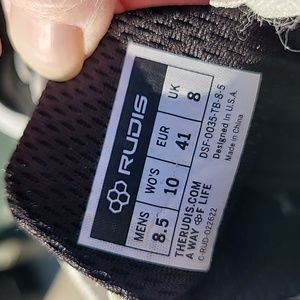 RUDIS
MENS WO'S EUR UK
8.5 10 41 8
DSF-0035-TB-8-5
Designed in U.S.A.
Made in China
THERUDIS.COM
A WAY OF LIFE
C-RUD-022622